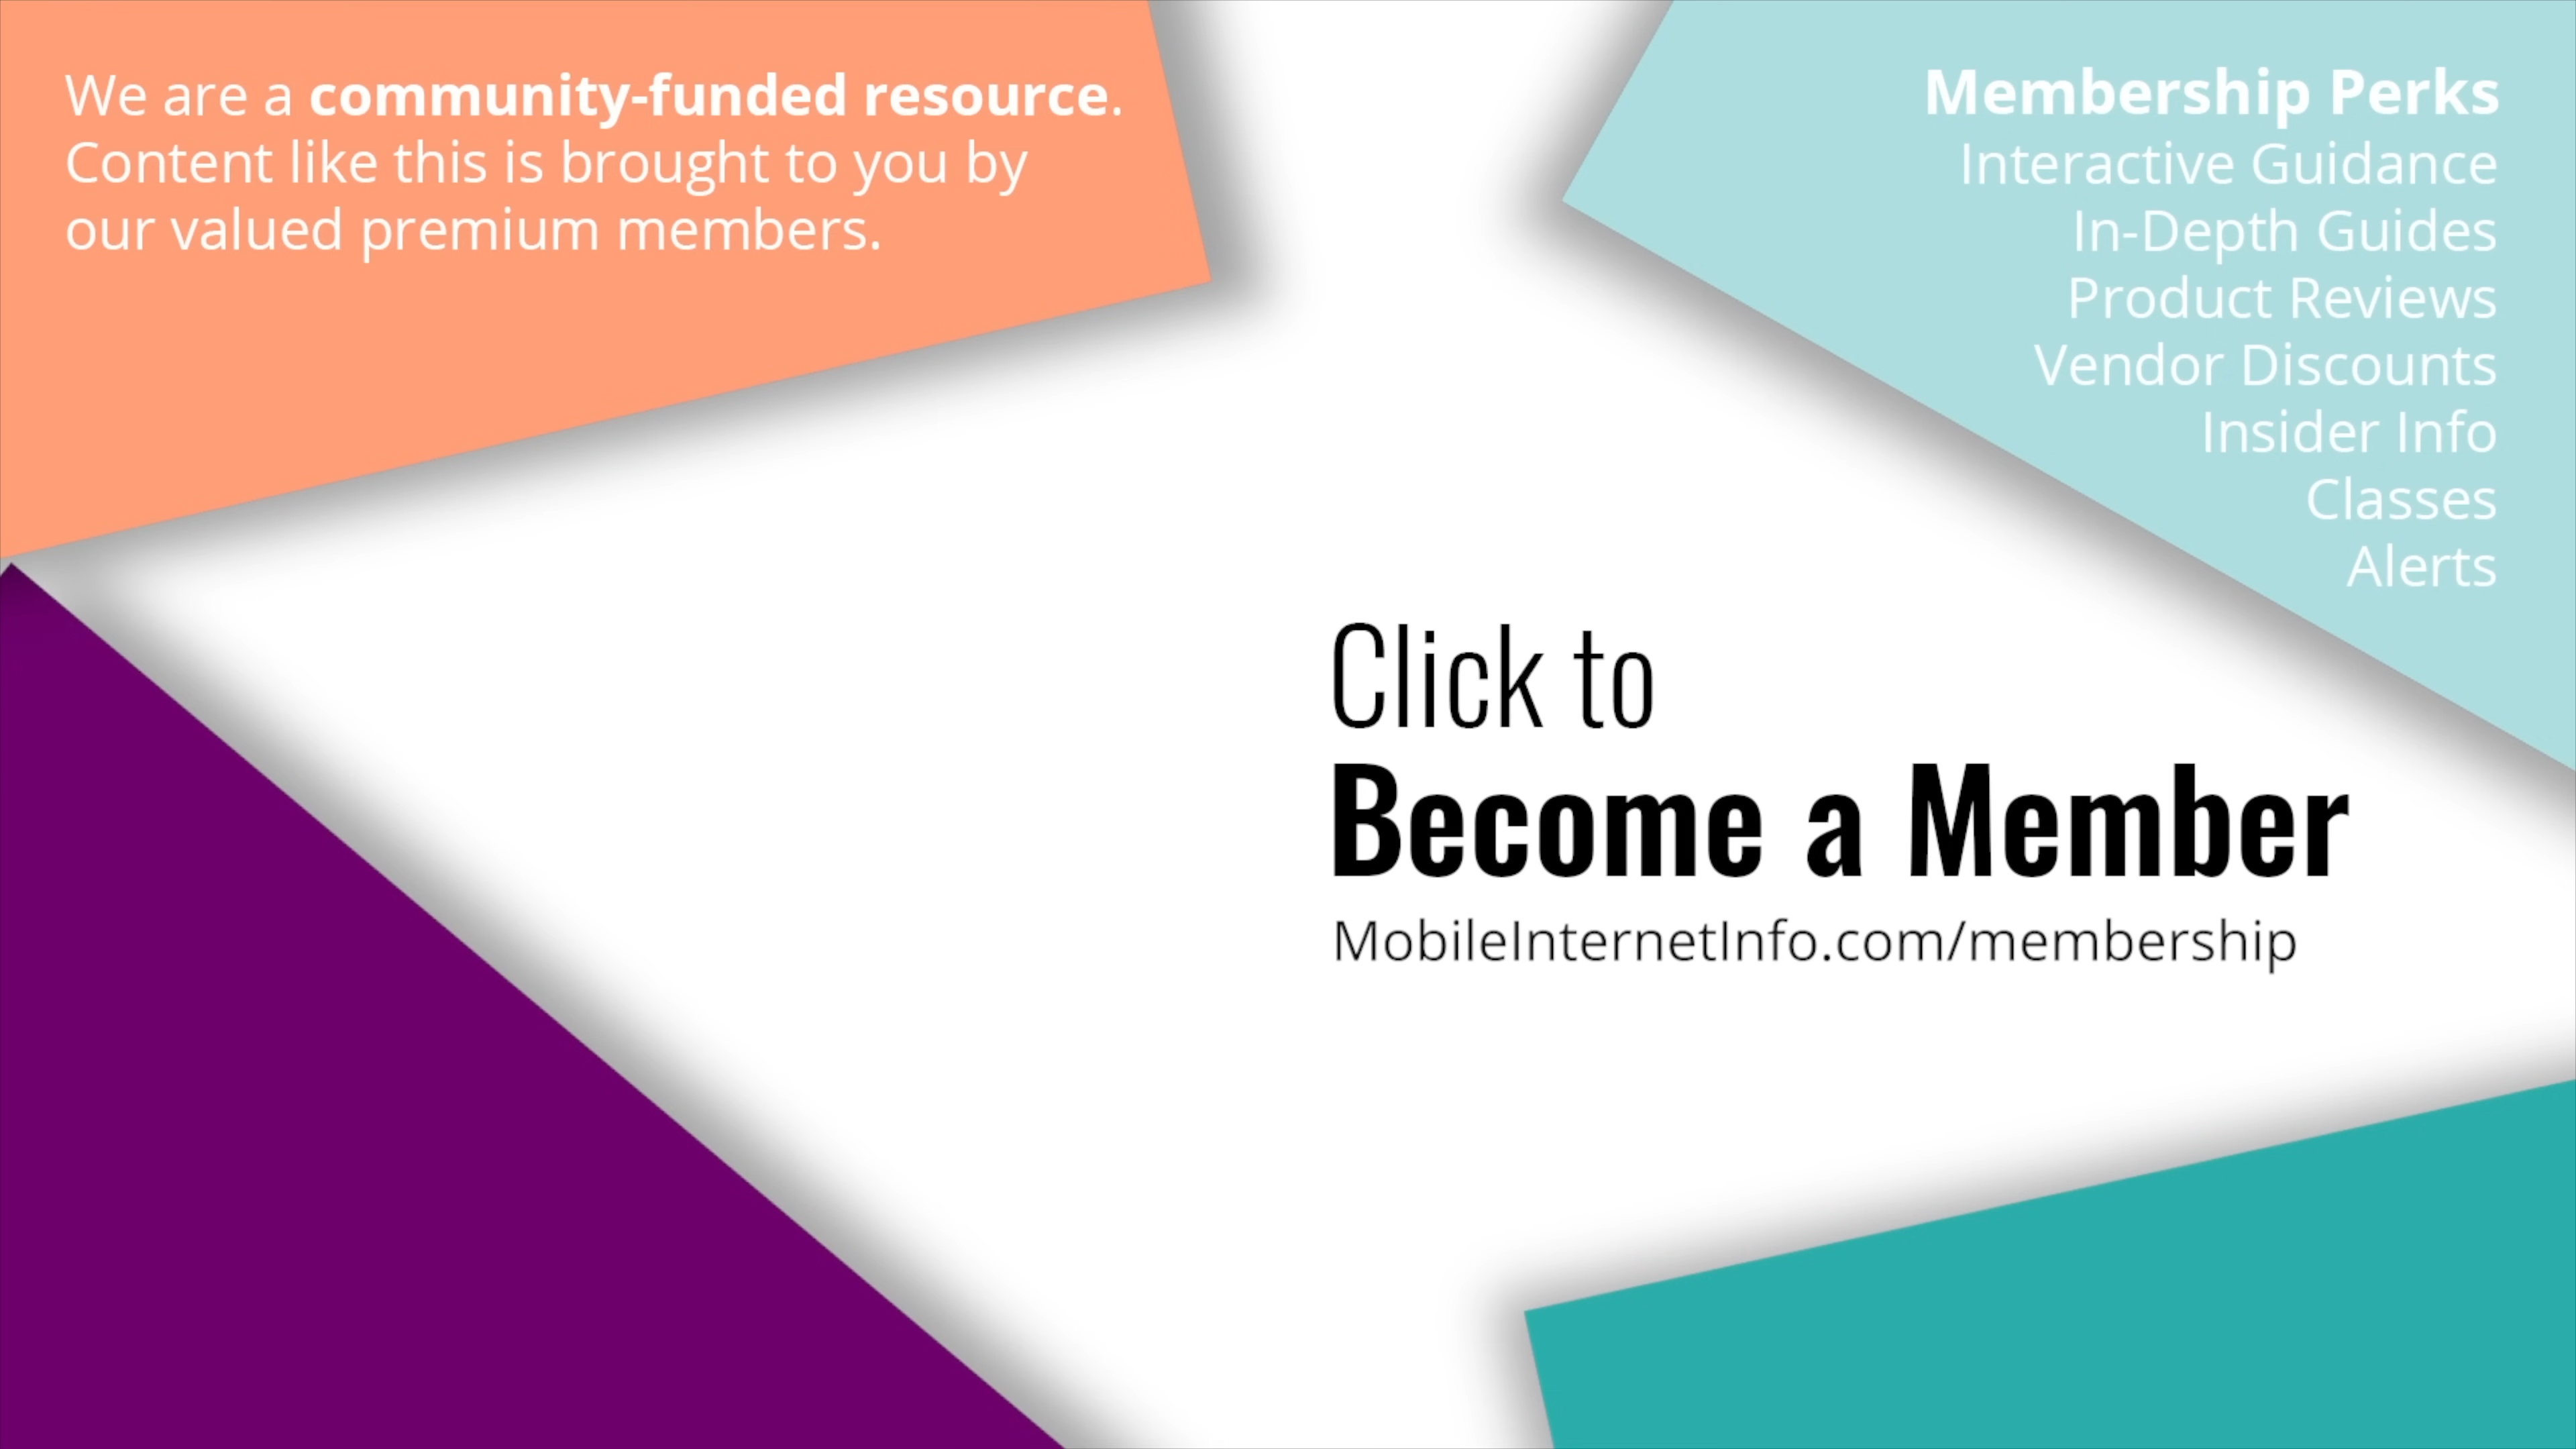 We are a community-funded resource.
Content like this is brought to you by
our valued premium members.
Membership Perks
Interactive Guidance
In-Depth Guides
Product Reviews
Vendor Discounts
Insider Info
Classes
Alerts
Click to
Become a Member
MobileInternetInfo.com/membership